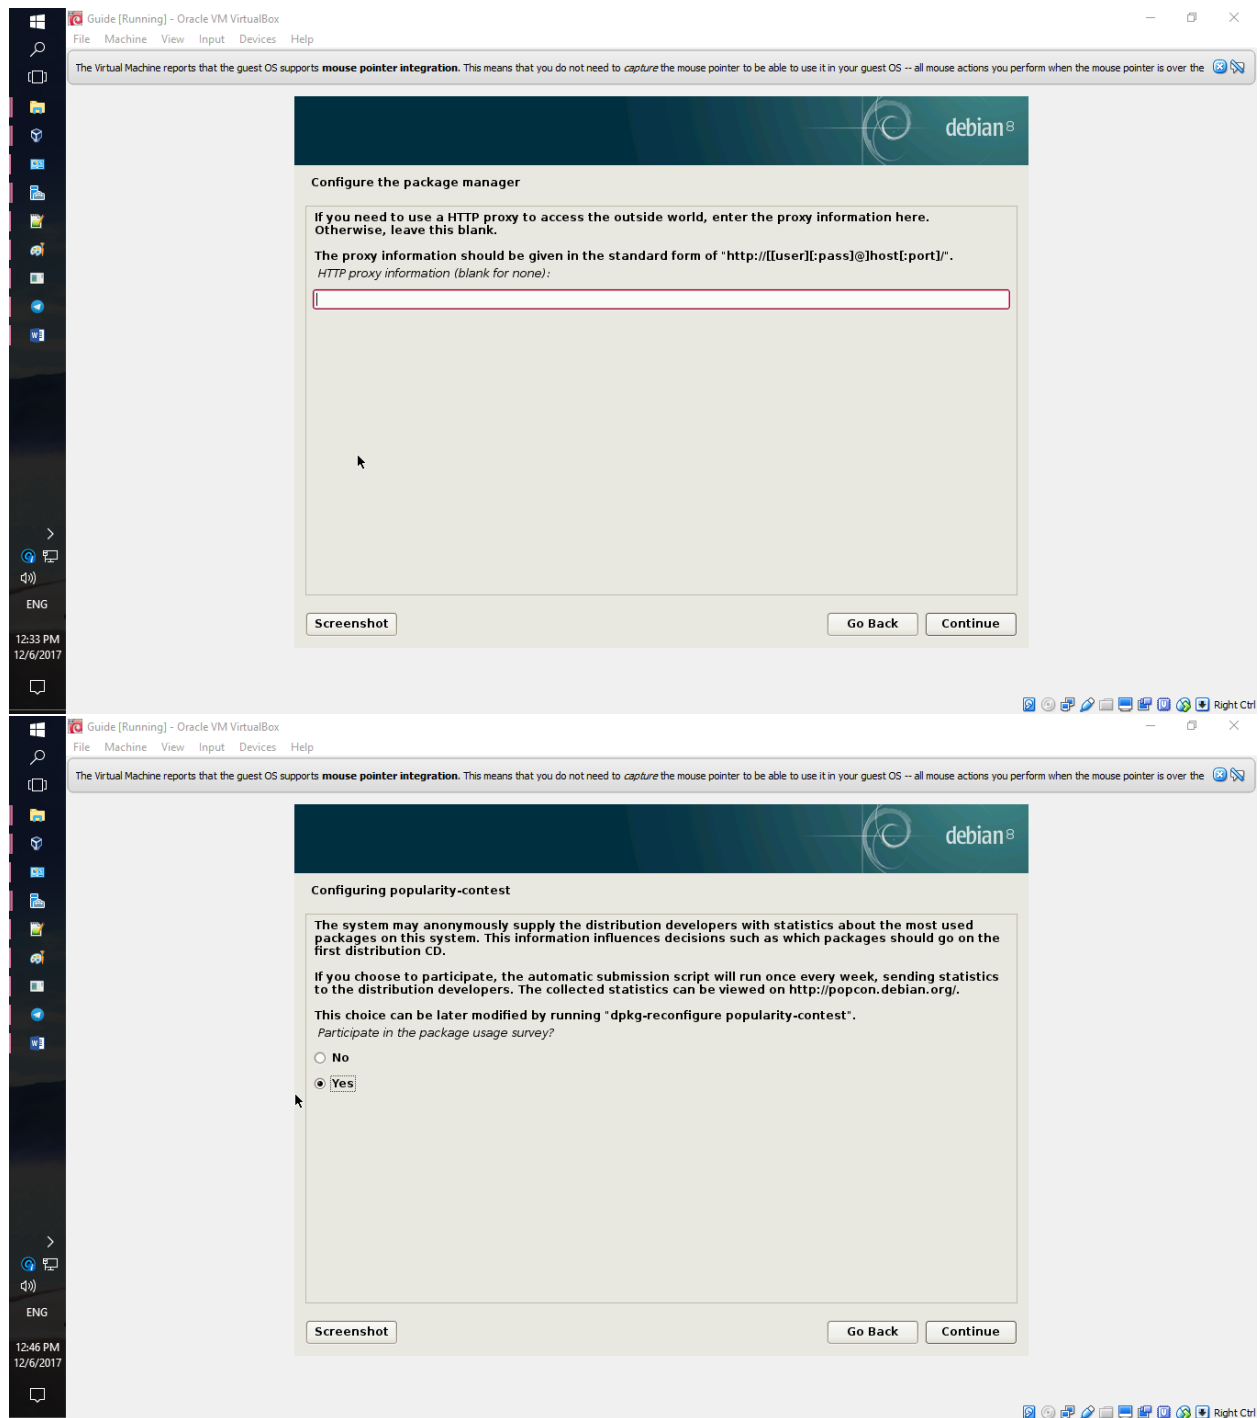 Guide [Running] - Oracle VM VirtualBox
File Machine View Input Devices Help
The Virtual Machine reports that the guest OS supports mouse pointer integration. This means that you do not need to capture the mouse pointer to be able to use it in your guest OS -- all mouse actions you perform when the mouse pointer is over the
debian 8
Configure the package manager
If you need to use a HTTP proxy to access the outside world, enter the proxy information here.
Otherwise, leave this blank.
The proxy information should be given in the standard form of "http://[[user][:pass]@]host[:port]/".
HTTP proxy information (blank for none):
Screenshot
Go Back
Continue
ENG
12:33 PM
12/6/2017
Right Ctrl
Guide [Running] - Oracle VM VirtualBox
File Machine View Input Devices Help
The Virtual Machine reports that the guest OS supports mouse pointer integration. This means that you do not need to capture the mouse pointer to be able to use it in your guest OS -- all mouse actions you perform when the mouse pointer is over the
debian 8
Configuring popularity-contest
The system may anonymously supply the distribution developers with statistics about the most used
packages on this system. This information influences decisions such as which packages should go on the
first distribution CD.
If you choose to participate, the automatic submission script will run once every week, sending statistics
to the distribution developers. The collected statistics can be viewed on http://popcon.debian.org/.
This choice can be later modified by running "dpkg-reconfigure popularity-contest".
Participate in the package usage survey?
No
Yes
Screenshot
Go Back
Continue
ENG
12:46 PM
12/6/2017
Right Ctrl